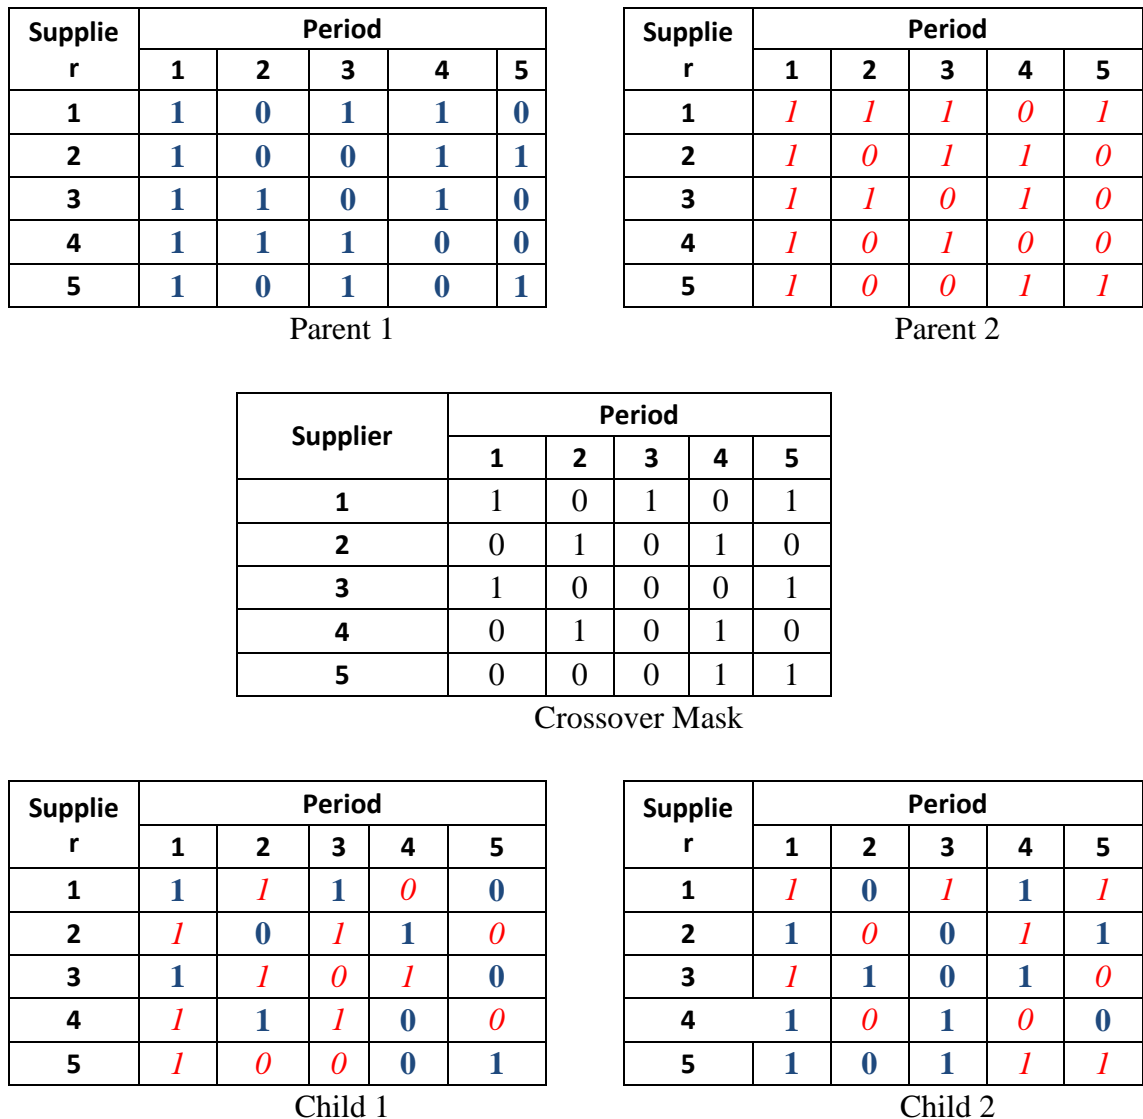 Supplie Period Supplie Period
r 1 2 3 4 5 r 1 2 3 4 5
1 1 0 1 1 0 1 1 1 1 0 1
2 1 0 0 1 1 2 1 0 1 1 0
3 1 1 0 1 0 3 1 1 0 1 0
4 1 1 1 0 0 4 1 0 1 0 0
5 1 0 1 0 1 5 1 0 0 1 1
Parent 1 Parent 2
Supplier Period
1 2 3 4 5
1 1 0 1 0 1
2 0 1 0 1 0
3 1 0 0 0 1
4 0 1 0 1 0
5 0 0 0 1 1
Crossover Mask
Supplie Period Supplie Period
r 1 2 3 4 5 r 1 2 3 4 5
1 1 1 1 0 0 1 1 0 1 1 1
2 1 0 1 1 0 2 1 0 0 1 1
3 1 1 0 1 0 3 1 1 0 1 0
4 1 1 1 0 0 4 1 0 1 0 0
5 1 0 0 0 1 5 1 0 1 1 1
Child 1 Child 2